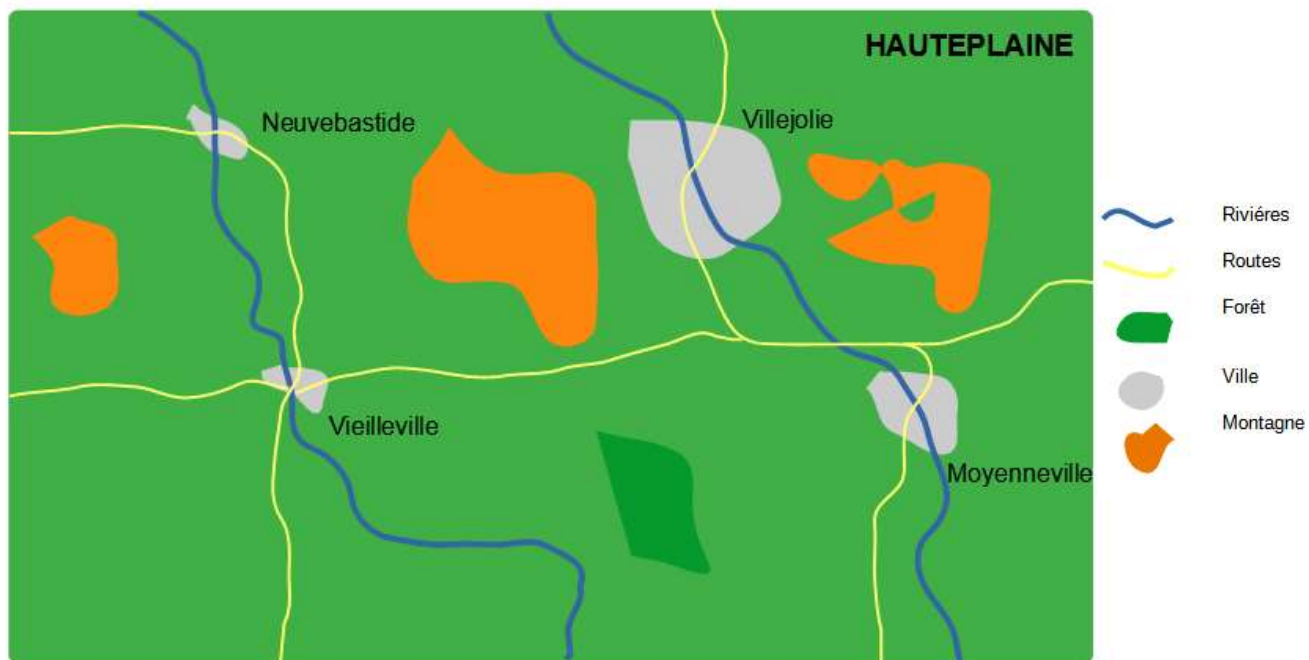 HAUTEPLAINE
Neuvebastide
Villejolie
Vieilleville
Moyenneville
Riviéres
Routes
Forêt
Ville
Montagne